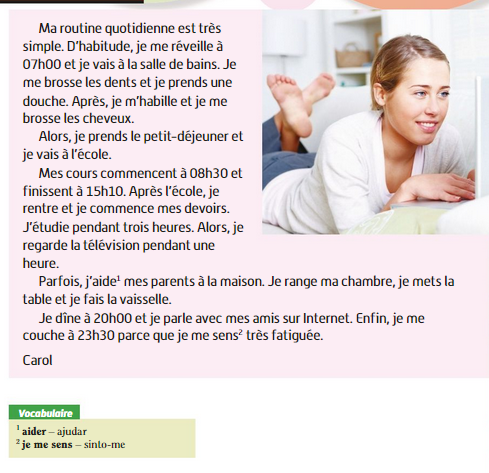 Ma routine quotidienne est très
simple. D'habitude, je me réveille à
07h00 et je vais à la salle de bains. Je
me brosse les dents et je prends une
douche. Après, je m'habille et je me
brosse les cheveux.
Alors, je prends le petit-déjeuner et
je vais à l'école.
Mes cours commencent à 08h30 et
finissent à 15h10. Après l'école, je
rentre et je commence mes devoirs.
J'étudie pendant trois heures. Alors, je
regarde la télévision pendant une
heure.
Parfois, j'aide¹ mes parents à la maison. Je range ma chambre, je mets la
table et je fais la vaisselle.
Je dîne à 20h00 et je parle avec mes amis sur Internet. Enfin, je me
couche à 23h30 parce que je me sens² très fatiguée.
Carol
Vocabulaire
¹ aider – ajudar
² je me sens – sinto-me